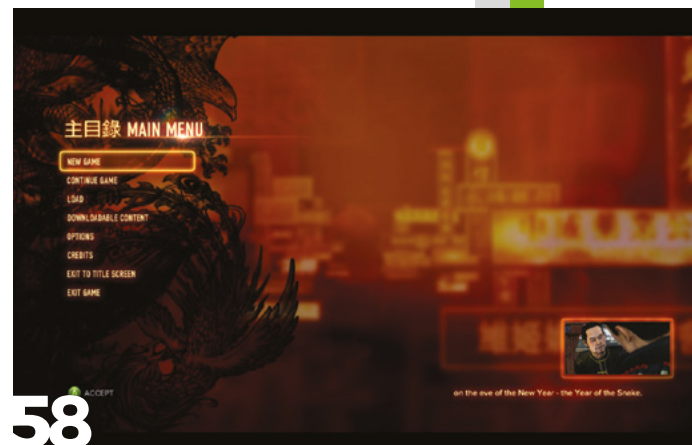 主目錄 MAIN MENU
NEW GAME
CONTINUE GAME
LOAD
DOWNLOADABLE CONTENT
OPTIONS
CREDITS
EXIT TO TITLE SCREEN
EXIT GAME
A ACCEPT
on the eve of the New Year - the Year of the Snake.
58